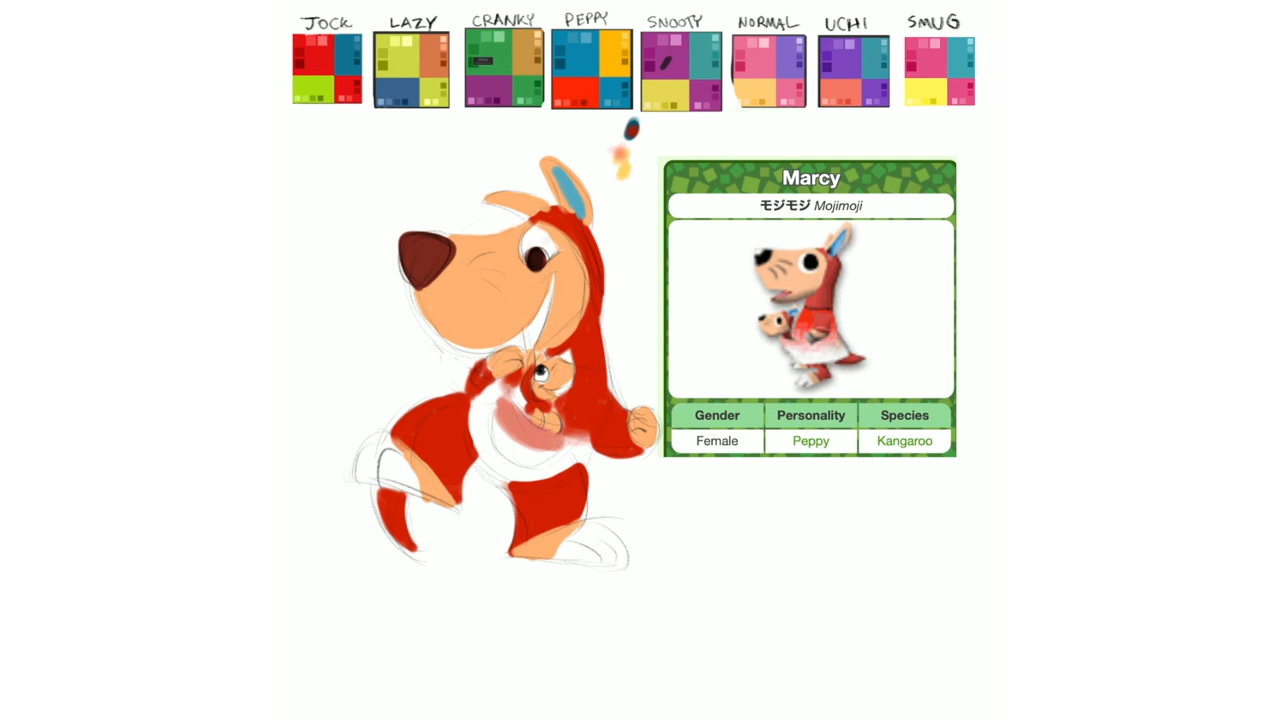 JOCK LAZY CRANKY PEPPY SNOOTY NORMAL UCHI SMUG
Marcy
モジモジ Mojimoji
Gender Personality Species
Female Peppy Kangaroo